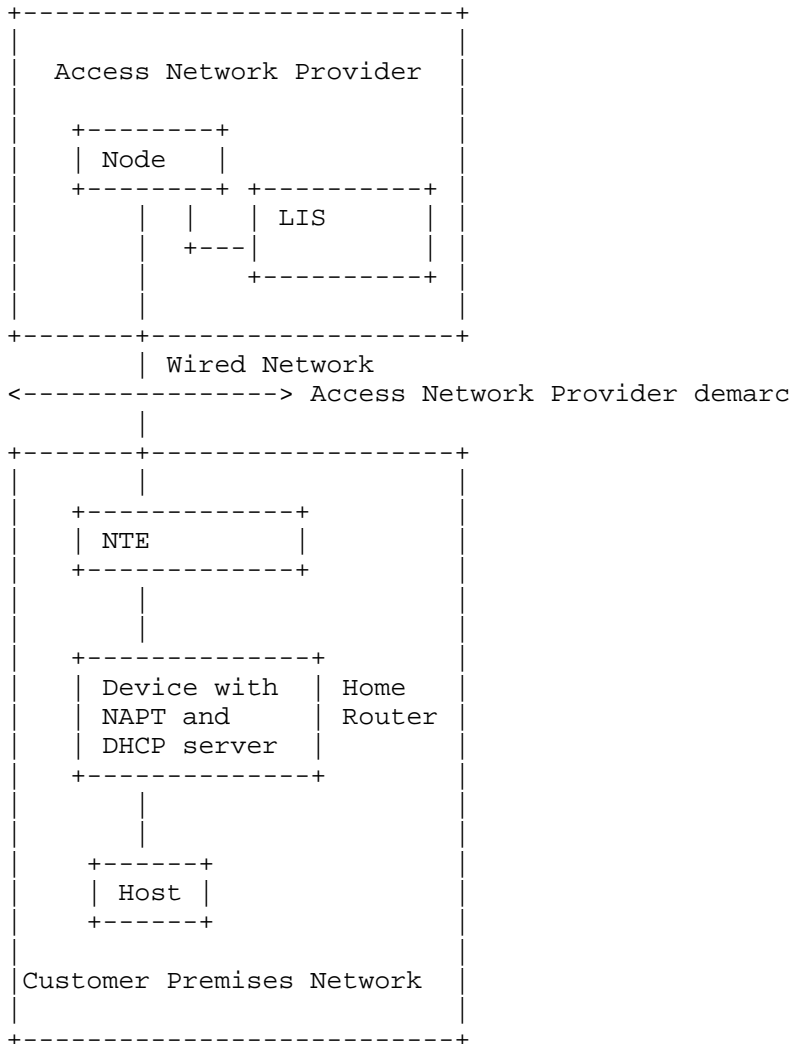 Access Network Provider
Node
LIS
Wired Network
Access Network Provider demarc
NTE
Device with Home
NAPT and Router
DHCP server
Host
Customer Premises Network